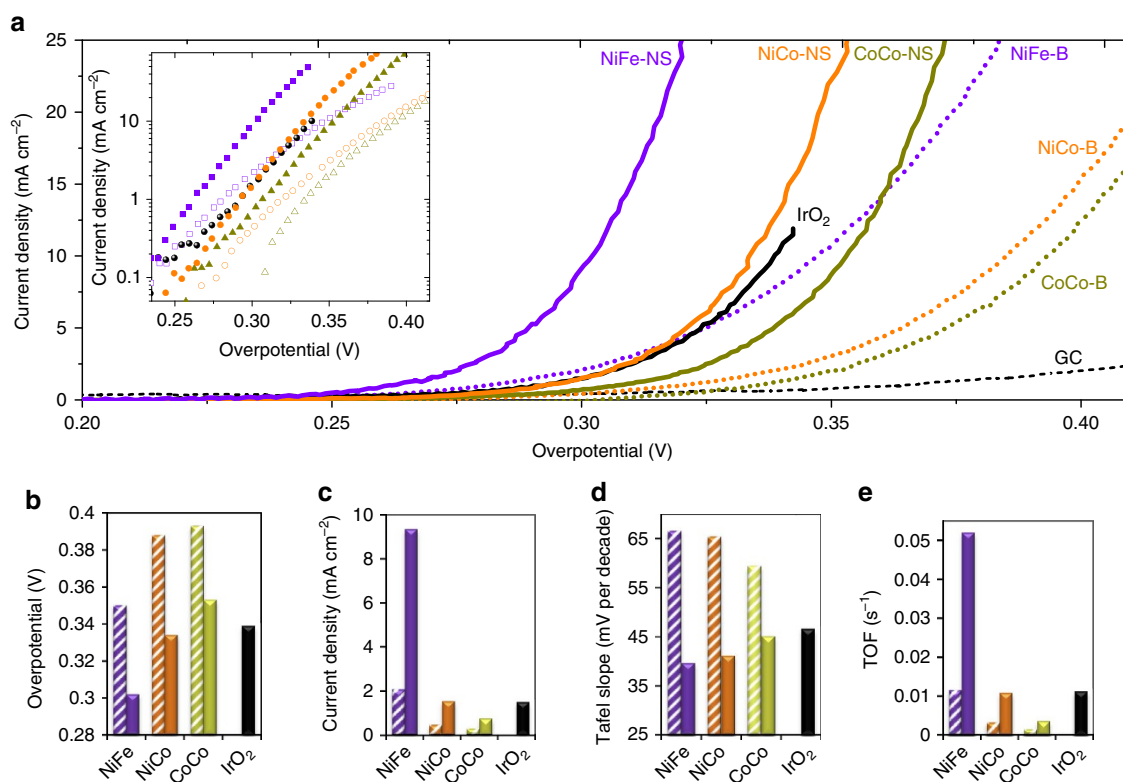 a
25
20
15
10
5
0
Current density (mA cm⁻²)
0.20
0.25
0.30
0.35
0.40
Overpotential (V)
NiFe-NS
NiCo-NS
CoCo-NS
NiFe-B
NiCo-B
CoCo-B
IrO₂
GC
10
1
0.1
Current density (mA cm⁻²)
0.25
0.30
0.35
0.40
Overpotential (V)
b
0.4
0.38
0.36
0.34
0.32
0.3
0.28
Overpotential (V)
NiFe
NiCo
CoCo
IrO₂
c
10
8
6
4
2
0
Current density (mA cm⁻²)
NiFe
NiCo
CoCo
IrO₂
d
65
55
45
35
25
Tafel slope (mV per decade)
NiFe
NiCo
CoCo
IrO₂
e
0.05
0.04
0.03
0.02
0.01
0
TOF (s⁻¹)
NiFe
NiCo
CoCo
IrO₂